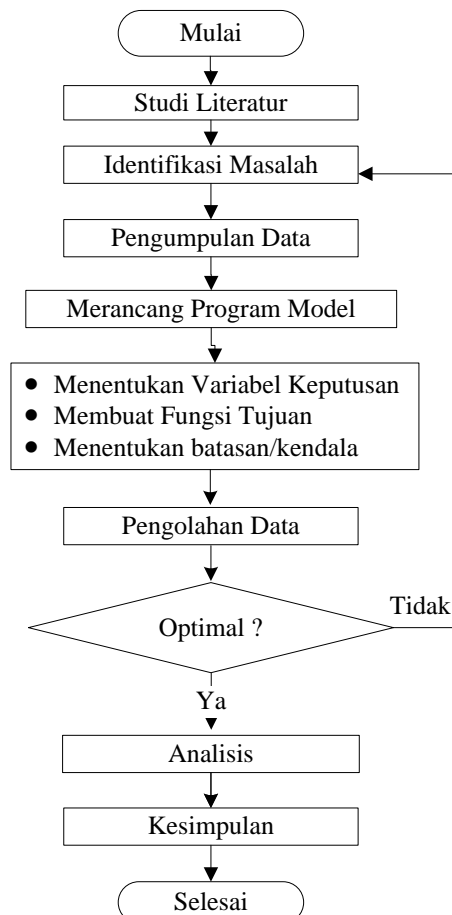 Mulai
Studi Literatur
Identifikasi Masalah
Pengumpulan Data
Merancang Program Model
• Menentukan Variabel Keputusan
• Membuat Fungsi Tujuan
• Menentukan batasan/kendala
Pengolahan Data
Optimal ?
Tidak
Ya
Analisis
Kesimpulan
Selesai